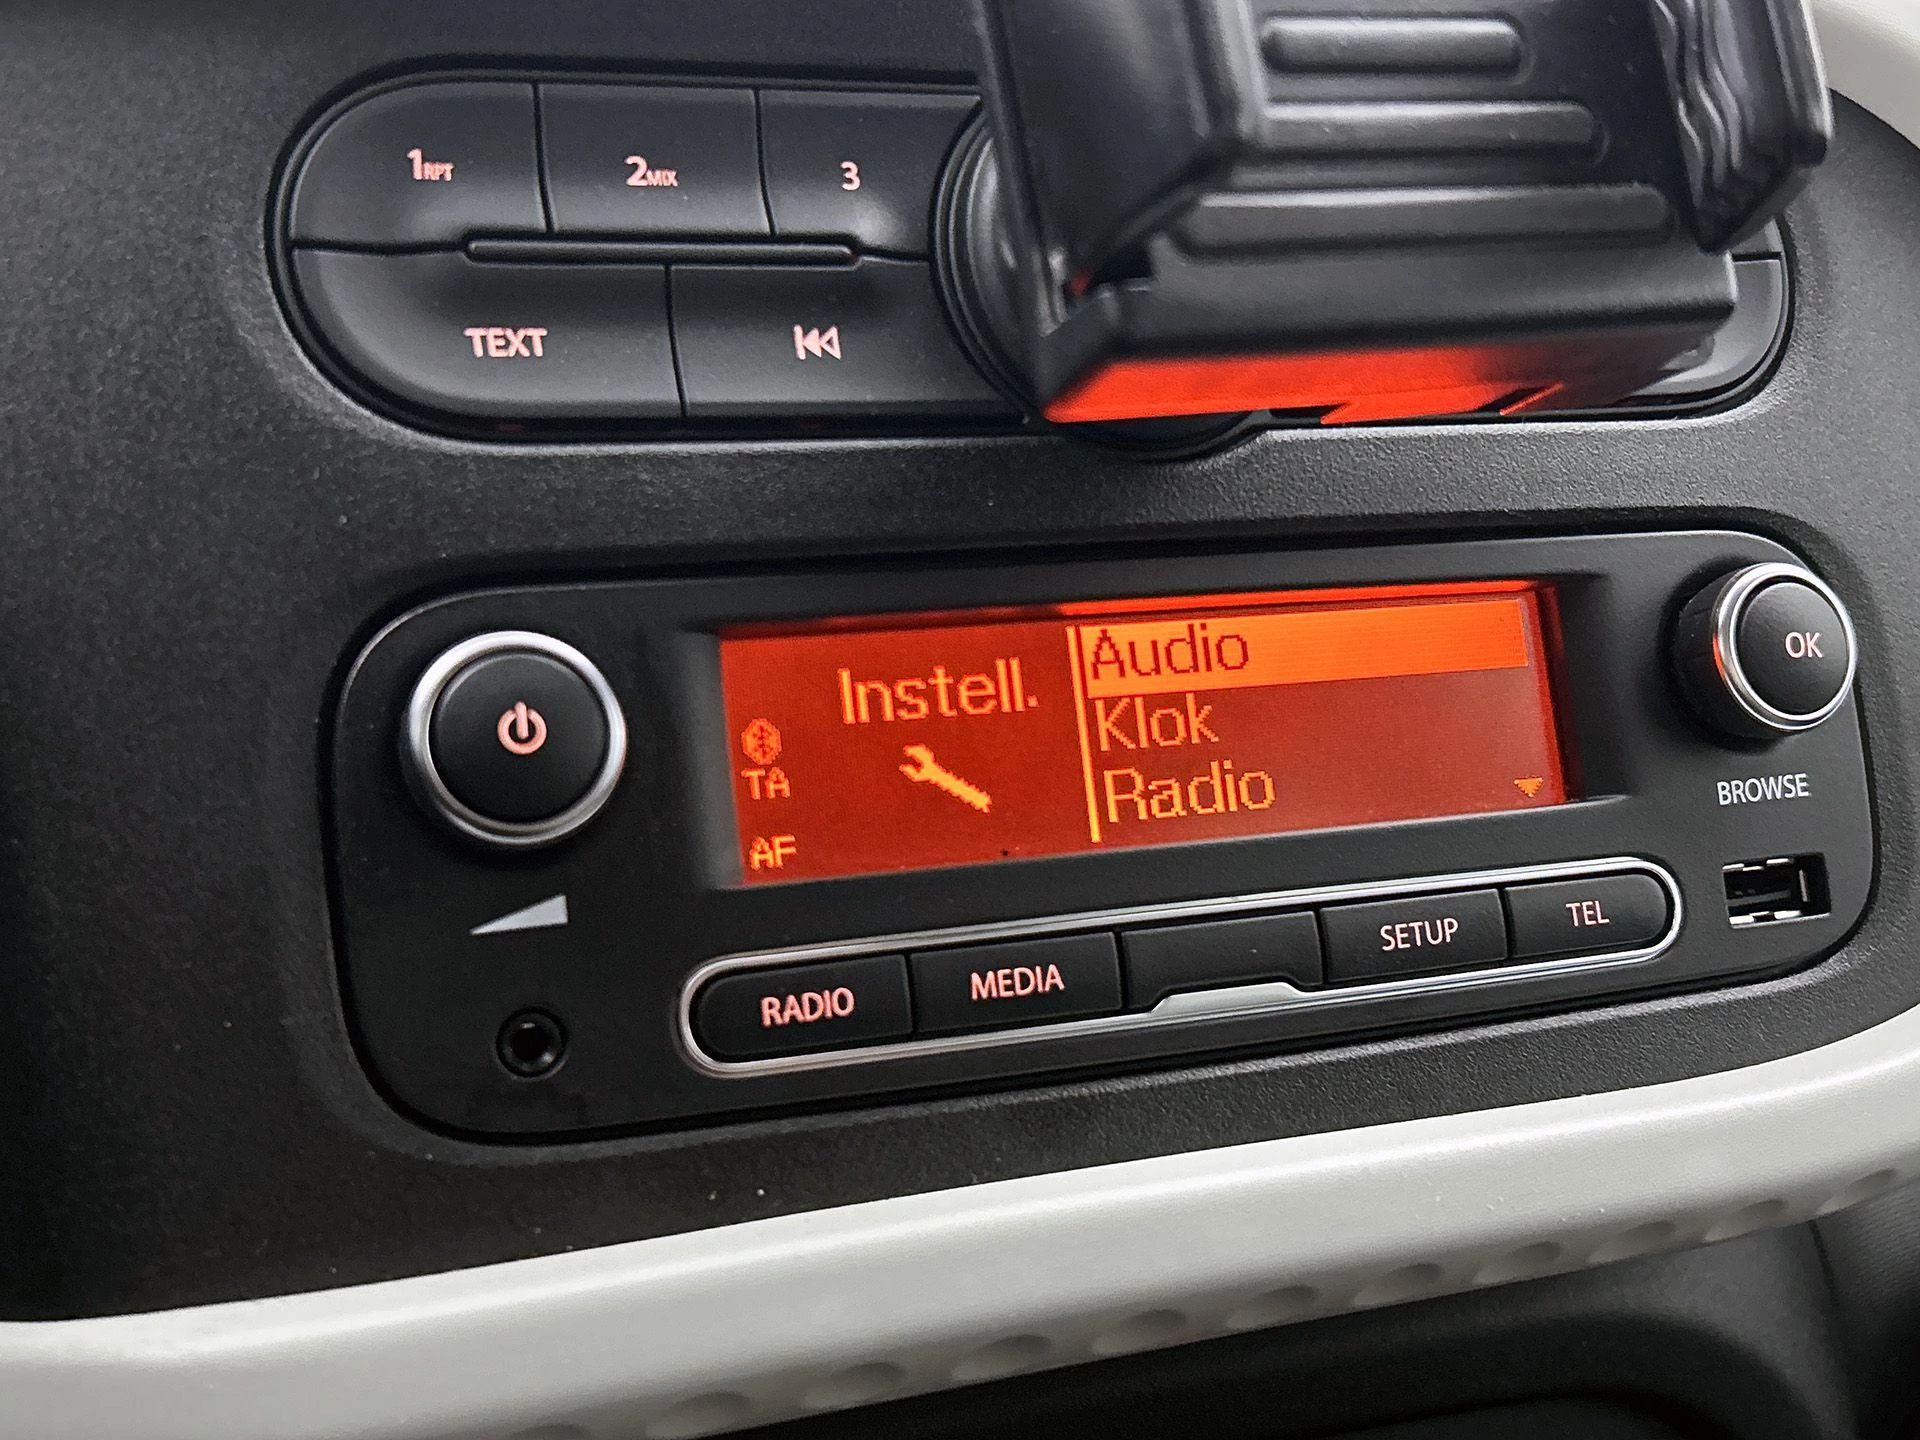 1RPT 2MIX 3
TEXT
Instell.
TA
AF
Audio
Klok
Radio
OK
BROWSE
RADIO MEDIA SETUP TEL